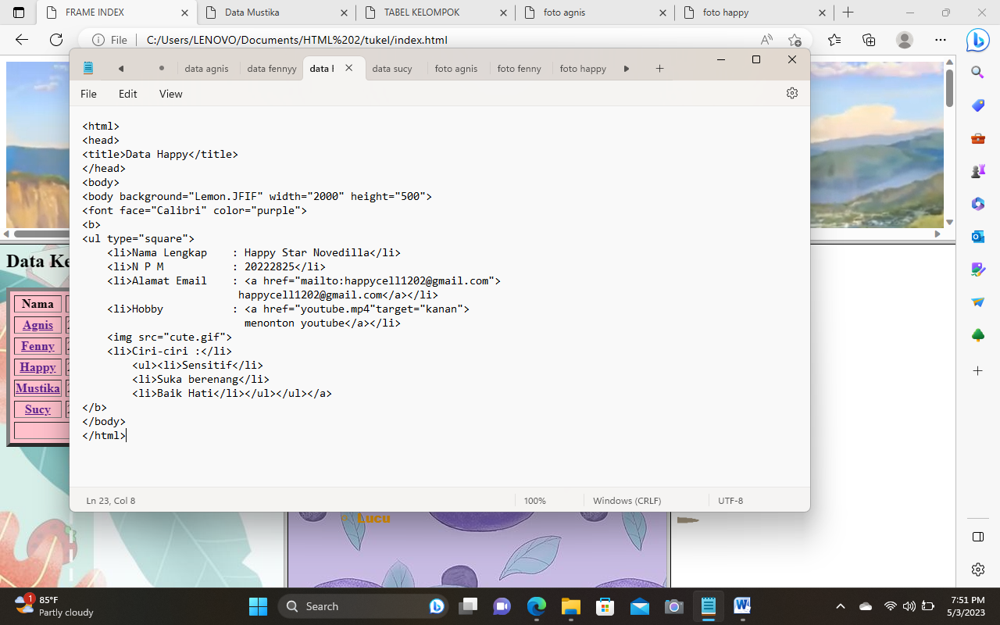 FRAME INDEX
Data Mustika
TABEL KELOMPOK
foto agnis
foto happy
File
C:/Users/LENOVO/Documents/HTML%202/tukel/index.html
data agnis
data fennyy
data l
data sucy
foto agnis
foto fenny
foto happy
File
Edit
View
<html>
<head>
<title>Data Happy</title>
</head>
<body>
<body background="Lemon.JFIF" width="2000" height="500">
<font face="Calibri" color="purple">
<b>
<ul type="square">
    <li>Nama Lengkap    : Happy Star Novedilla</li>
    <li>N P M           : 20222825</li>
    <li>Alamat Email    : <a href="mailto:happycell1202@gmail.com">
                         happycell1202@gmail.com</a></li>
    <li>Hobby           : <a href="youtube.mp4"target="kanan">
                          menonton youtube</a></li>
    <img src="cute.gif">
    <li>Ciri-ciri :</li>
        <ul><li>Sensitif</li>
        <li>Suka berenang</li>
        <li>Baik Hati</li></ul></ul></a>
</b>
</body>
</html>
Ln 23, Col 8
100%
Windows (CRLF)
UTF-8
Data Ke
Nama
Agnis
Fenny
Happy
Mustika
Sucy
Lucu
1
85°F
Partly cloudy
Search
7:51 PM
5/3/2023